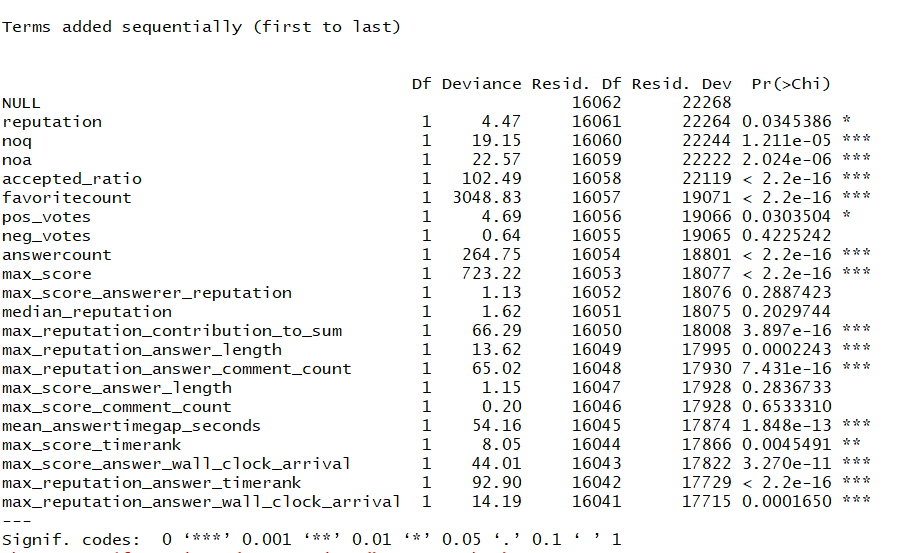 Terms added sequentially (first to last)
Df Deviance Resid. Df Resid. Dev Pr(>Chi)
NULL 16062 22268
reputation 1 4.47 16061 22264 0.0345386 *
noq 1 19.15 16060 22244 1.211e-05 ***
noa 1 22.57 16059 22222 2.024e-06 ***
accepted_ratio 1 102.49 16058 22119 < 2.2e-16 ***
favoritecount 1 3048.83 16057 19071 < 2.2e-16 ***
pos_votes 1 4.69 16056 19066 0.0303504 *
neg_votes 1 0.64 16055 19065 0.4225242
answercount 1 264.75 16054 18801 < 2.2e-16 ***
max_score 1 723.22 16053 18077 < 2.2e-16 ***
max_score_answerer_reputation 1 1.13 16052 18076 0.2887423
median_reputation 1 1.62 16051 18075 0.2029744
max_reputation_contribution_to_sum 1 66.29 16050 18008 3.897e-16 ***
max_reputation_answer_length 1 13.62 16049 17995 0.0002243 ***
max_reputation_answer_comment_count 1 65.02 16048 17930 7.431e-16 ***
max_score_answer_length 1 1.15 16047 17928 0.2836733
max_score_comment_count 1 0.20 16046 17928 0.6533310
mean_answertimegap_seconds 1 54.16 16045 17874 1.848e-13 ***
max_score_timerank 1 8.05 16044 17866 0.0045491 **
max_score_answer_wall_clock_arrival 1 44.01 16043 17822 3.270e-11 ***
max_reputation_answer_timerank 1 92.90 16042 17729 < 2.2e-16 ***
max_reputation_answer_wall_clock_arrival 1 14.19 16041 17715 0.0001650 ***
---
Signif. codes: 0 ‘***’ 0.001 ‘**’ 0.01 ‘*’ 0.05 ‘.’ 0.1 ‘ ’ 1